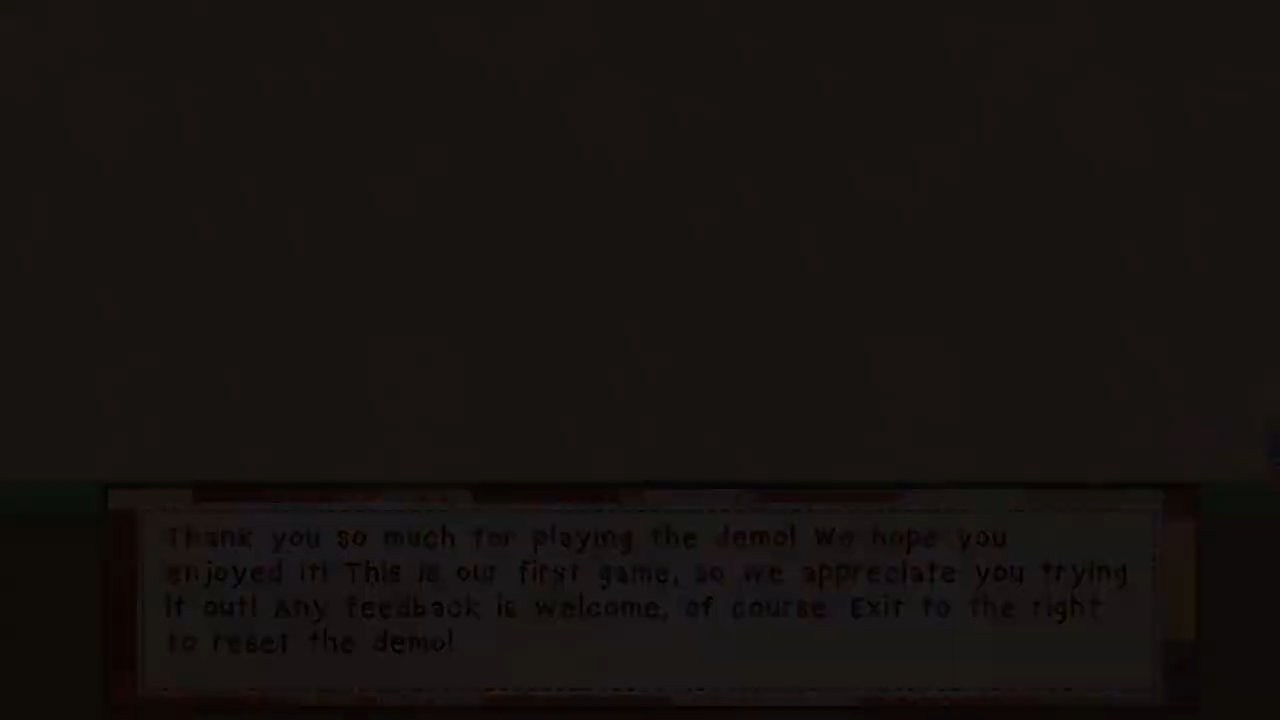 Thank you so much for playing the demo! We hope you
enjoyed it! This is our first game, so we appreciate you trying
it out! Any feedback is welcome, of course. Exit to the right
to reset the demo!